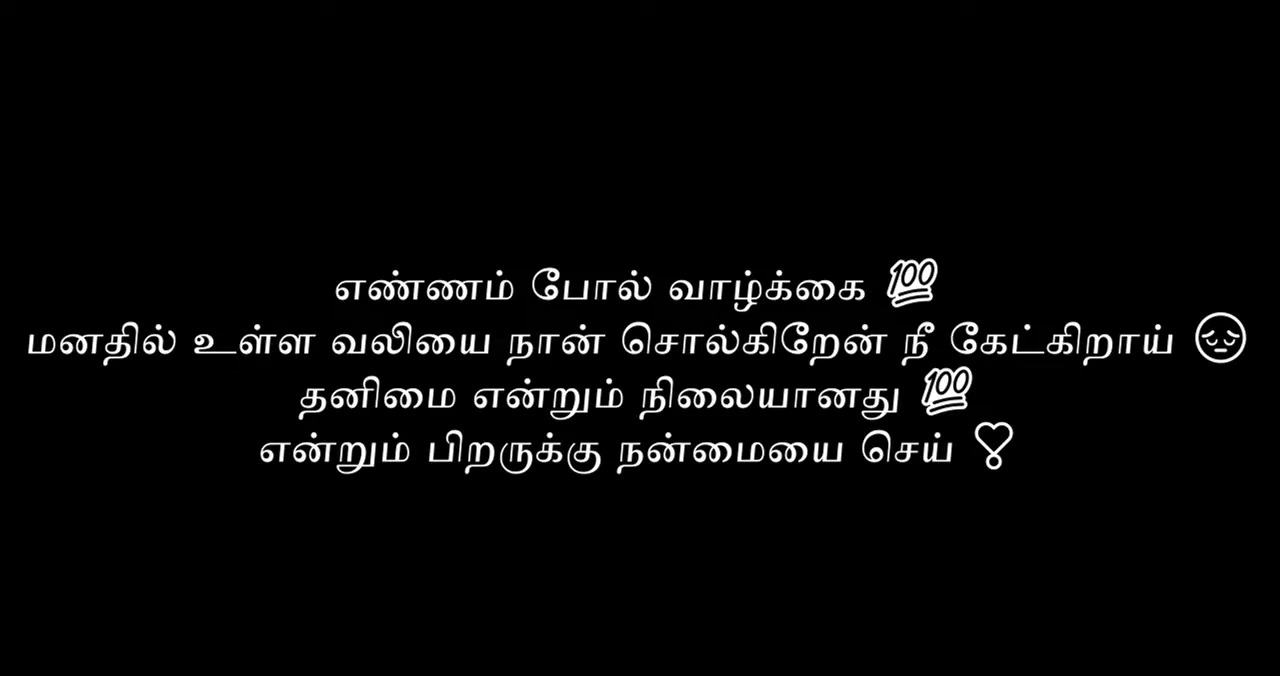 எண்ணம் போல் வாழ்க்கை 💯
மனதில் உள்ள வலியை நான் சொல்கிறேன் நீ கேட்கிறாய் 😔
தனிமை என்றும் நிலையானது 💯
என்றும் பிறருக்கு நன்மையை செய் ❣